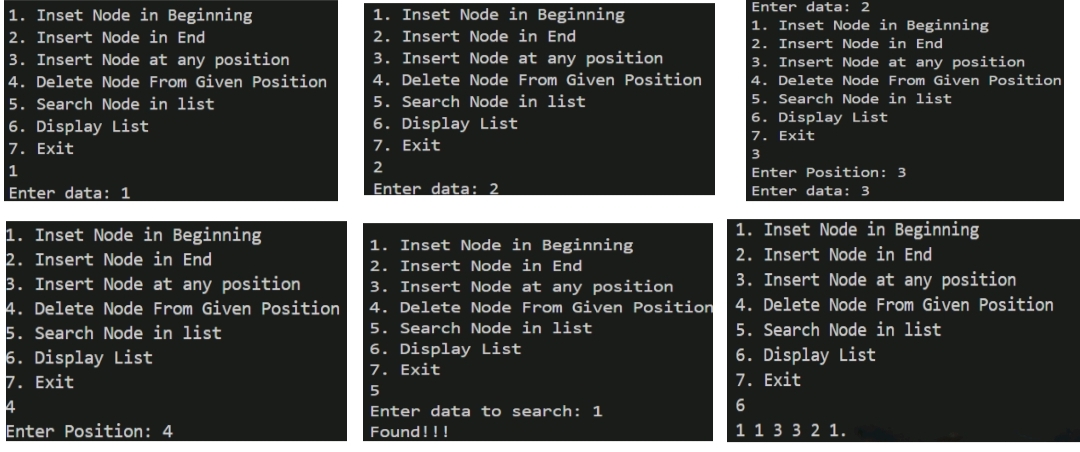 1. Inset Node in Beginning
2. Insert Node in End
3. Insert Node at any position
4. Delete Node From Given Position
5. Search Node in list
6. Display List
7. Exit
1
Enter data: 1
1. Inset Node in Beginning
2. Insert Node in End
3. Insert Node at any position
4. Delete Node From Given Position
5. Search Node in list
6. Display List
7. Exit
2
Enter data: 2
Enter data: 2
1. Inset Node in Beginning
2. Insert Node in End
3. Insert Node at any position
4. Delete Node From Given Position
5. Search Node in list
6. Display List
7. Exit
3
Enter Position: 3
Enter data: 3
1. Inset Node in Beginning
2. Insert Node in End
3. Insert Node at any position
4. Delete Node From Given Position
5. Search Node in list
6. Display List
7. Exit
4
Enter Position: 4
1. Inset Node in Beginning
2. Insert Node in End
3. Insert Node at any position
4. Delete Node From Given Position
5. Search Node in list
6. Display List
7. Exit
5
Enter data to search: 1
Found!!!
1. Inset Node in Beginning
2. Insert Node in End
3. Insert Node at any position
4. Delete Node From Given Position
5. Search Node in list
6. Display List
7. Exit
6
1 1 3 3 2 1.